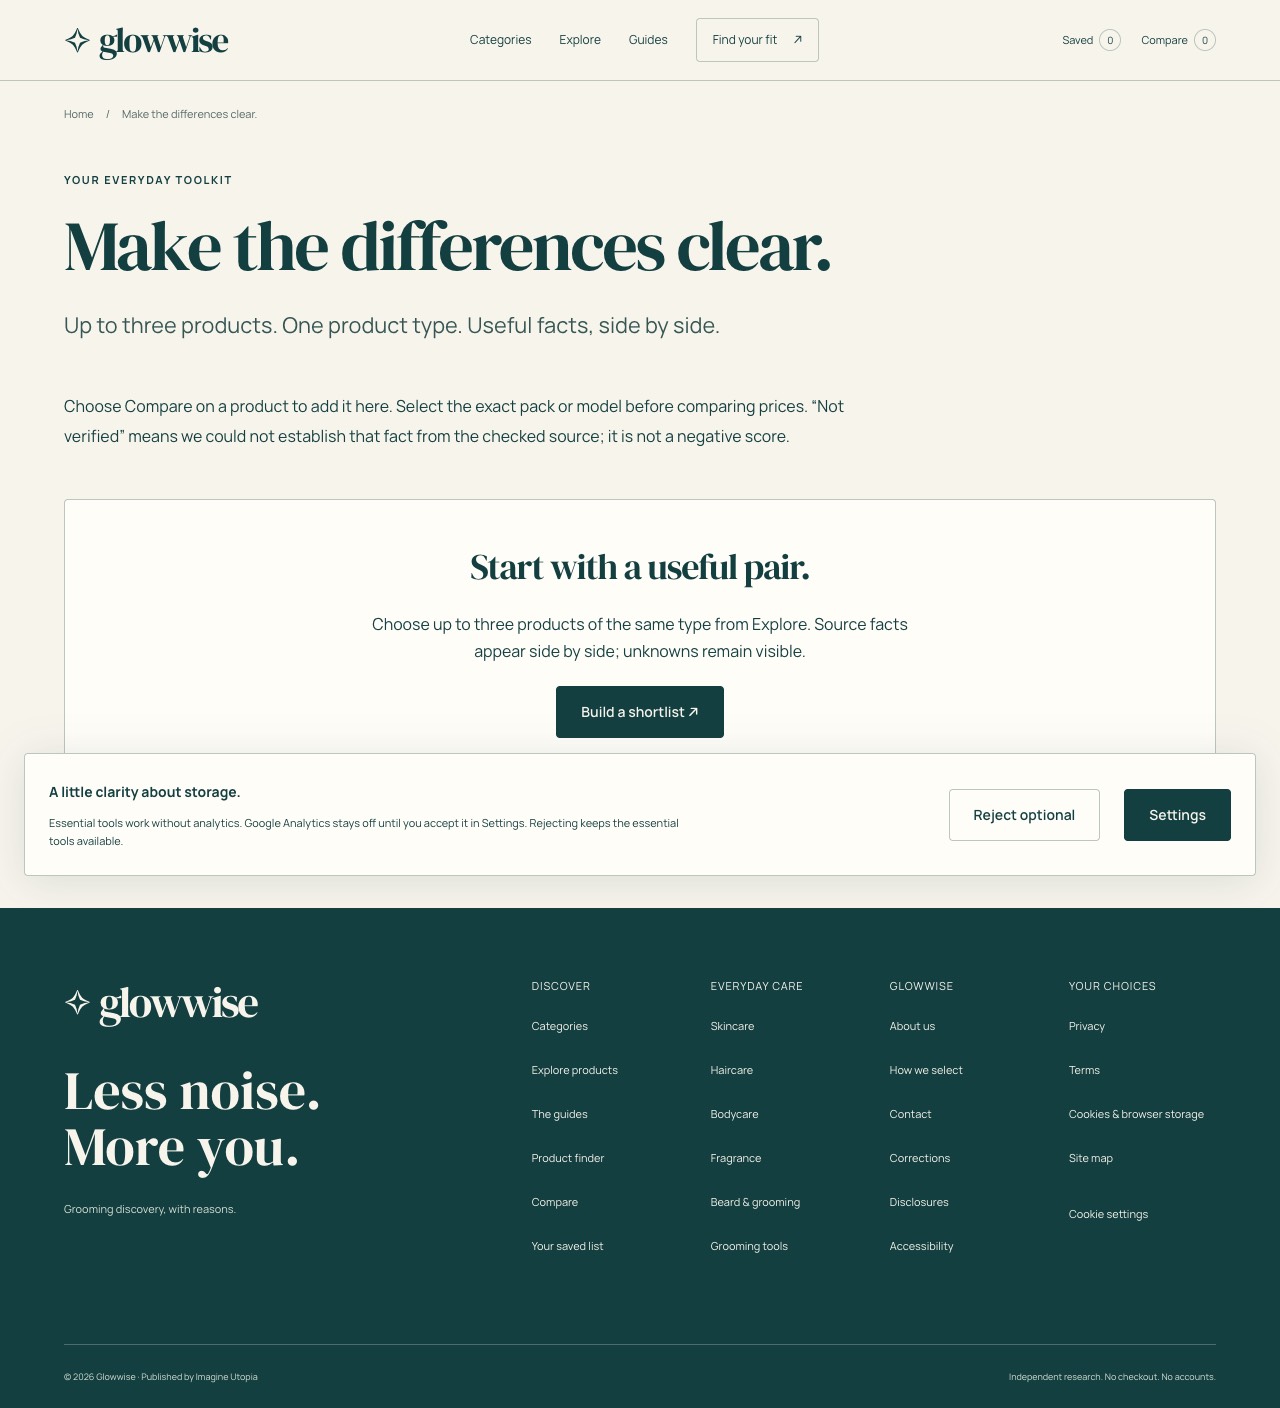 glowwise
Categories
Explore
Guides
Find your fit ↗
Saved 0
Compare 0
Home / Make the differences clear.
YOUR EVERYDAY TOOLKIT
Make the differences clear.
Up to three products. One product type. Useful facts, side by side.
Choose Compare on a product to add it here. Select the exact pack or model before comparing prices. “Not
verified” means we could not establish that fact from the checked source; it is not a negative score.
Start with a useful pair.
Choose up to three products of the same type from Explore. Source facts
appear side by side; unknowns remain visible.
Build a shortlist ↗
A little clarity about storage.
Essential tools work without analytics. Google Analytics stays off until you accept it in Settings. Rejecting keeps the essential
tools available.
Reject optional
Settings
glowwise
Less noise.
More you.
Grooming discovery, with reasons.
DISCOVER
Categories
Explore products
The guides
Product finder
Compare
Your saved list
EVERYDAY CARE
Skincare
Haircare
Bodycare
Fragrance
Beard & grooming
Grooming tools
GLOWWISE
About us
How we select
Contact
Corrections
Disclosures
Accessibility
YOUR CHOICES
Privacy
Terms
Cookies & browser storage
Site map
Cookie settings
© 2026 Glowwise · Published by Imagine Utopia
Independent research. No checkout. No accounts.